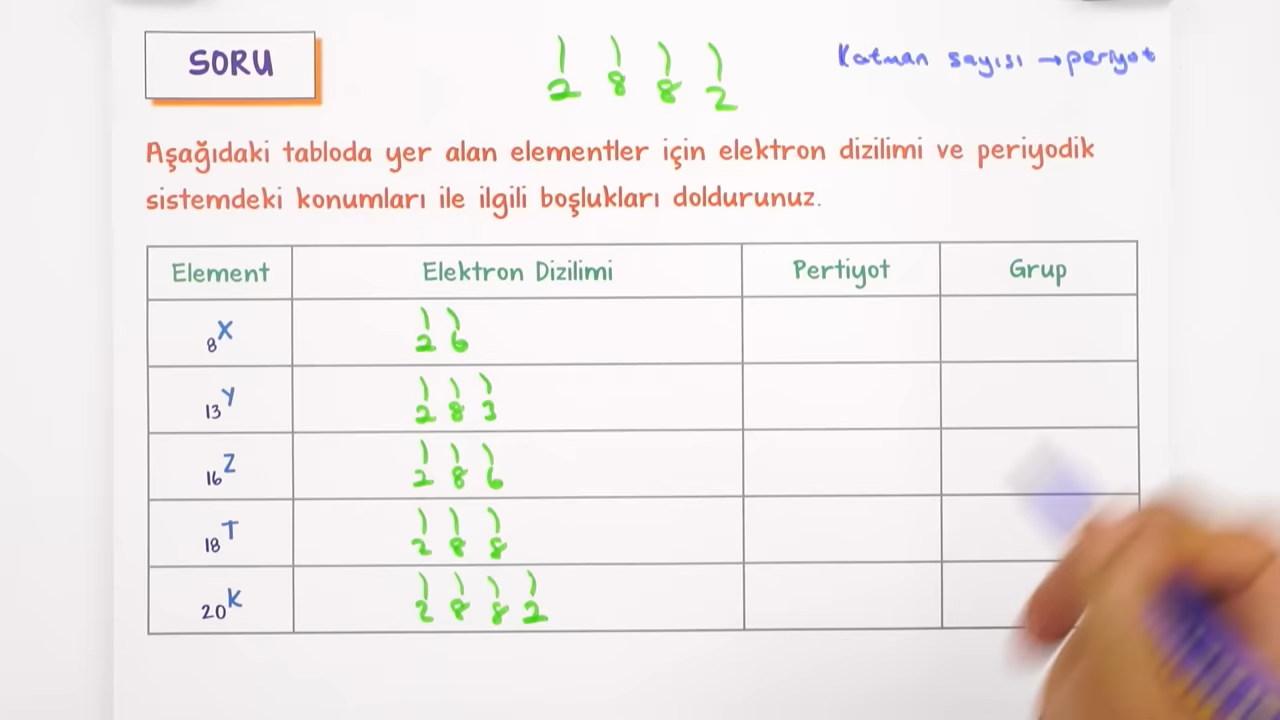 SORU
2 8 8 2
Katman sayısı → periyot
Aşağıdaki tabloda yer alan elementler için elektron dizilimi ve periyodik
sistemdeki konumları ile ilgili boşlukları doldurunuz.
Element Elektron Dizilimi Pertiyot Grup
8X 2 6
13Y 2 8 3
16Z 2 8 6
18T 2 8 8
20K 2 8 8 2